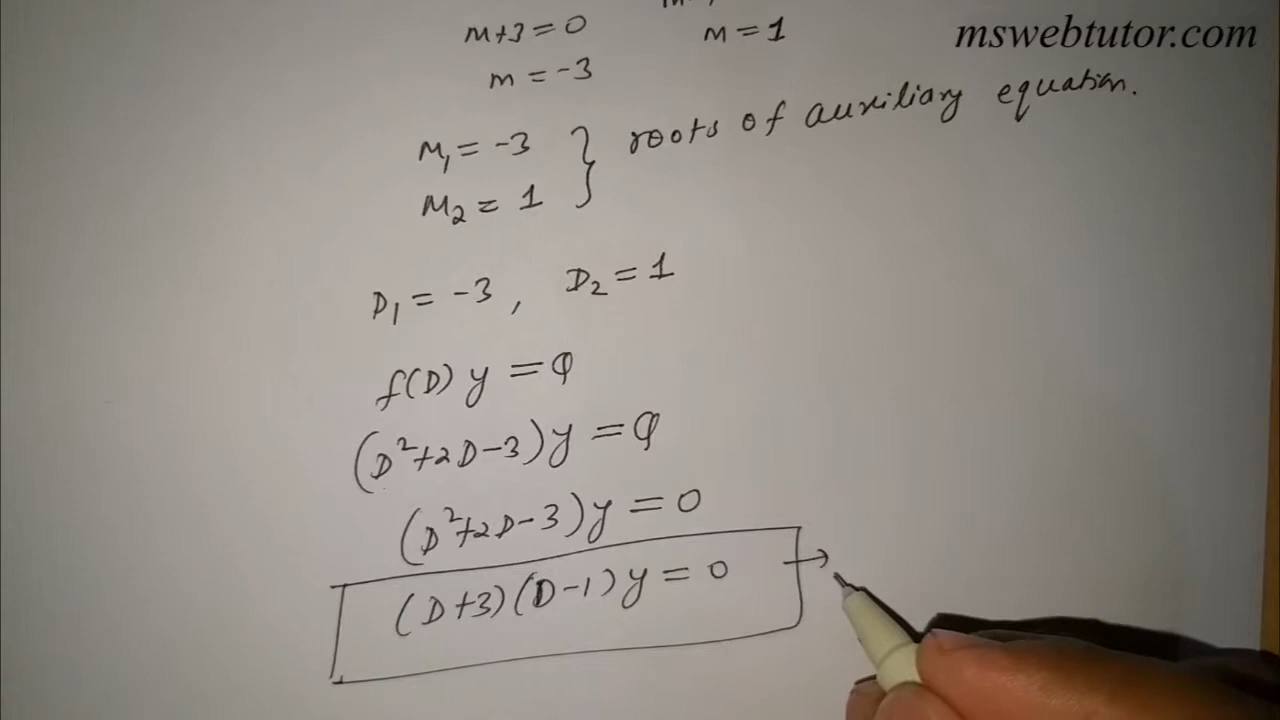 m+3=0 m=1 mswebtutor.com
m = -3
m₁ = -3 } roots of auxiliary equation.
m₂ = 1
D₁ = -3 , D₂ = 1
f(D) y = Q
(D²+2D-3)y = Q
(D²+2D-3)y = 0
(D+3)(D-1)y = 0 →